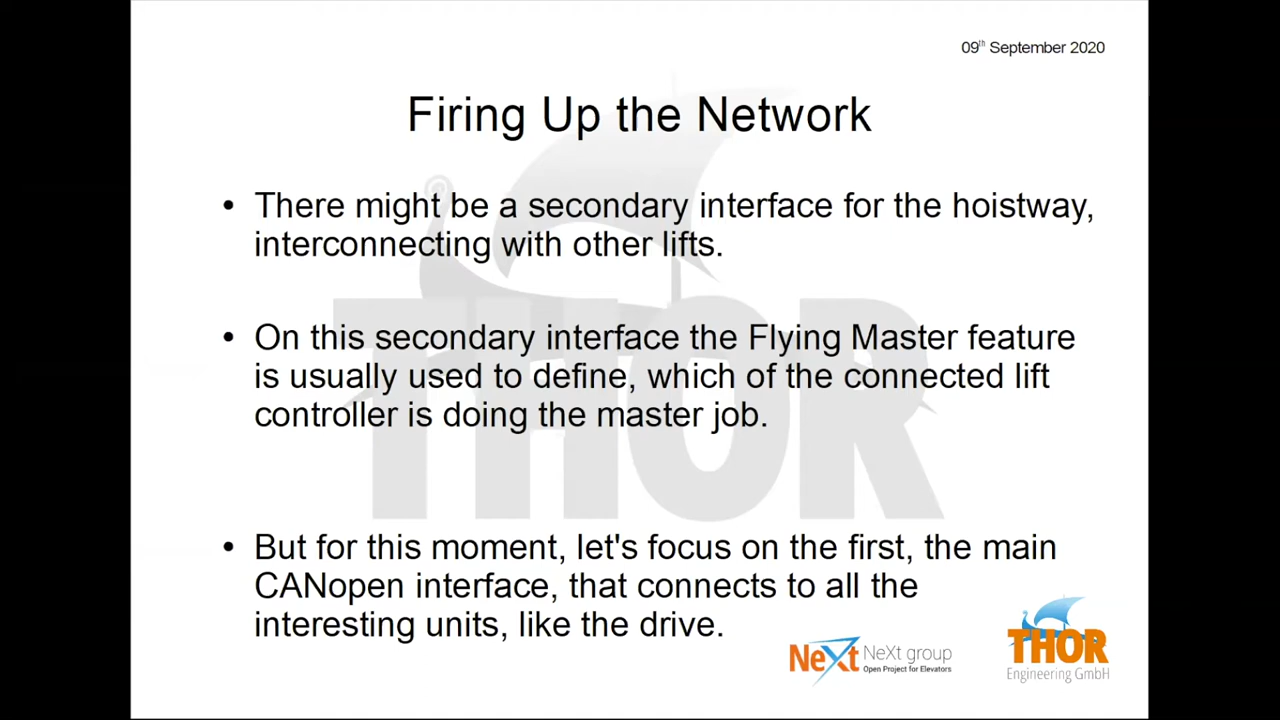 09th September 2020
Firing Up the Network
• There might be a secondary interface for the hoistway,
interconnecting with other lifts.
• On this secondary interface the Flying Master feature
is usually used to define, which of the connected lift
controller is doing the master job.
• But for this moment, let's focus on the first, the main
CANopen interface, that connects to all the
interesting units, like the drive.
NeXt NeXt group
Open Project for Elevators
THOR
Engineering GmbH
THOR